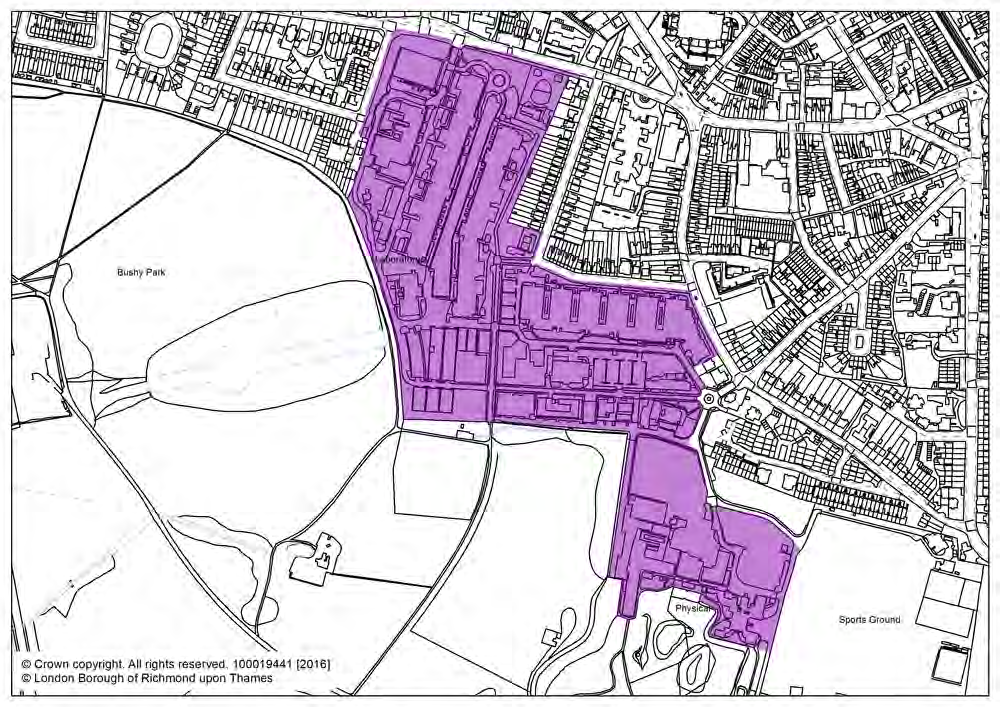 Laboratory
Bushy Park
Physical
Sports Ground
© Crown copyright. All rights reserved. 100019441 [2016]
© London Borough of Richmond upon Thames